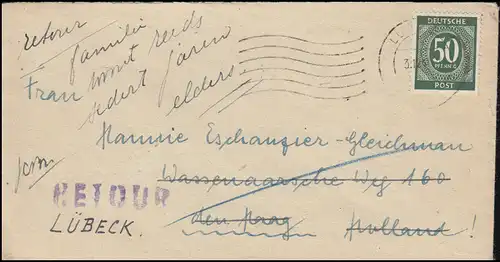 retour
familie
woont reeds
sedert jaren
elders
DEUTSCHE
50
PFENNIG
POST
Frau
Hannie Eschanzier-Gleichman
Wassenaarsche Weg 160
den Haag Holland!
RETOUR
LÜBECK.